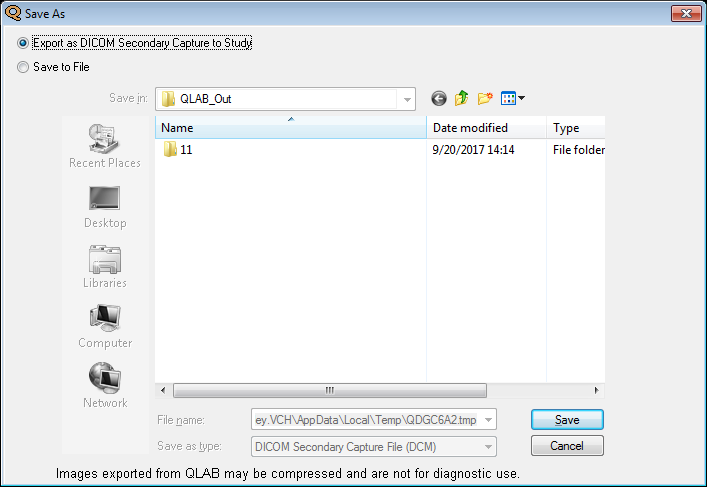 Save As
Export as DICOM Secondary Capture to Study
Save to File
Save in: QLAB_Out
Name Date modified Type
11 9/20/2017 14:14 File folder
Recent Places
Desktop
Libraries
Computer
Network
File name: ey.VCH\AppData\Local\Temp\QDGC6A2.tmp Save
Save as type: DICOM Secondary Capture File (DCM) Cancel
Images exported from QLAB may be compressed and are not for diagnostic use.